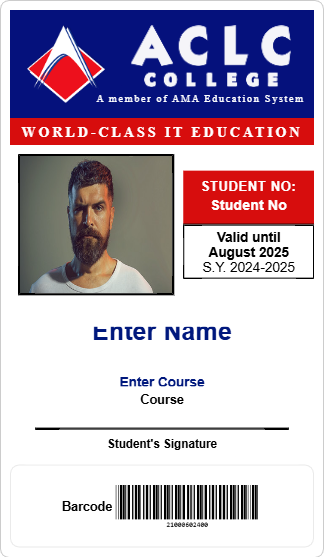 ACLC
COLLEGE
A member of AMA Education System
WORLD-CLASS IT EDUCATION
STUDENT NO:
Student No
Valid until
August 2025
S.Y. 2024-2025
Enter Name
Enter Course
Course
Student's Signature
Barcode
21000602400